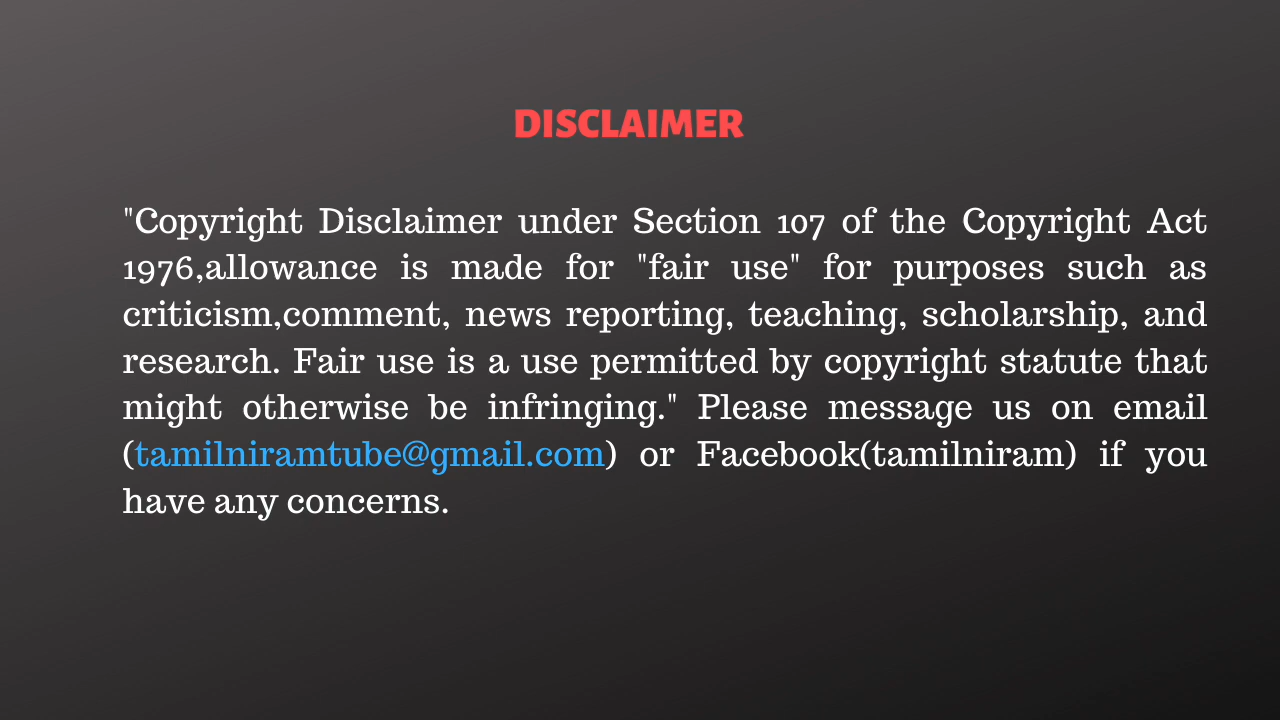 DISCLAIMER
"Copyright Disclaimer under Section 107 of the Copyright Act
1976,allowance is made for "fair use" for purposes such as
criticism,comment, news reporting, teaching, scholarship, and
research. Fair use is a use permitted by copyright statute that
might otherwise be infringing." Please message us on email
(tamilniramtube@gmail.com) or Facebook(tamilniram) if you
have any concerns.